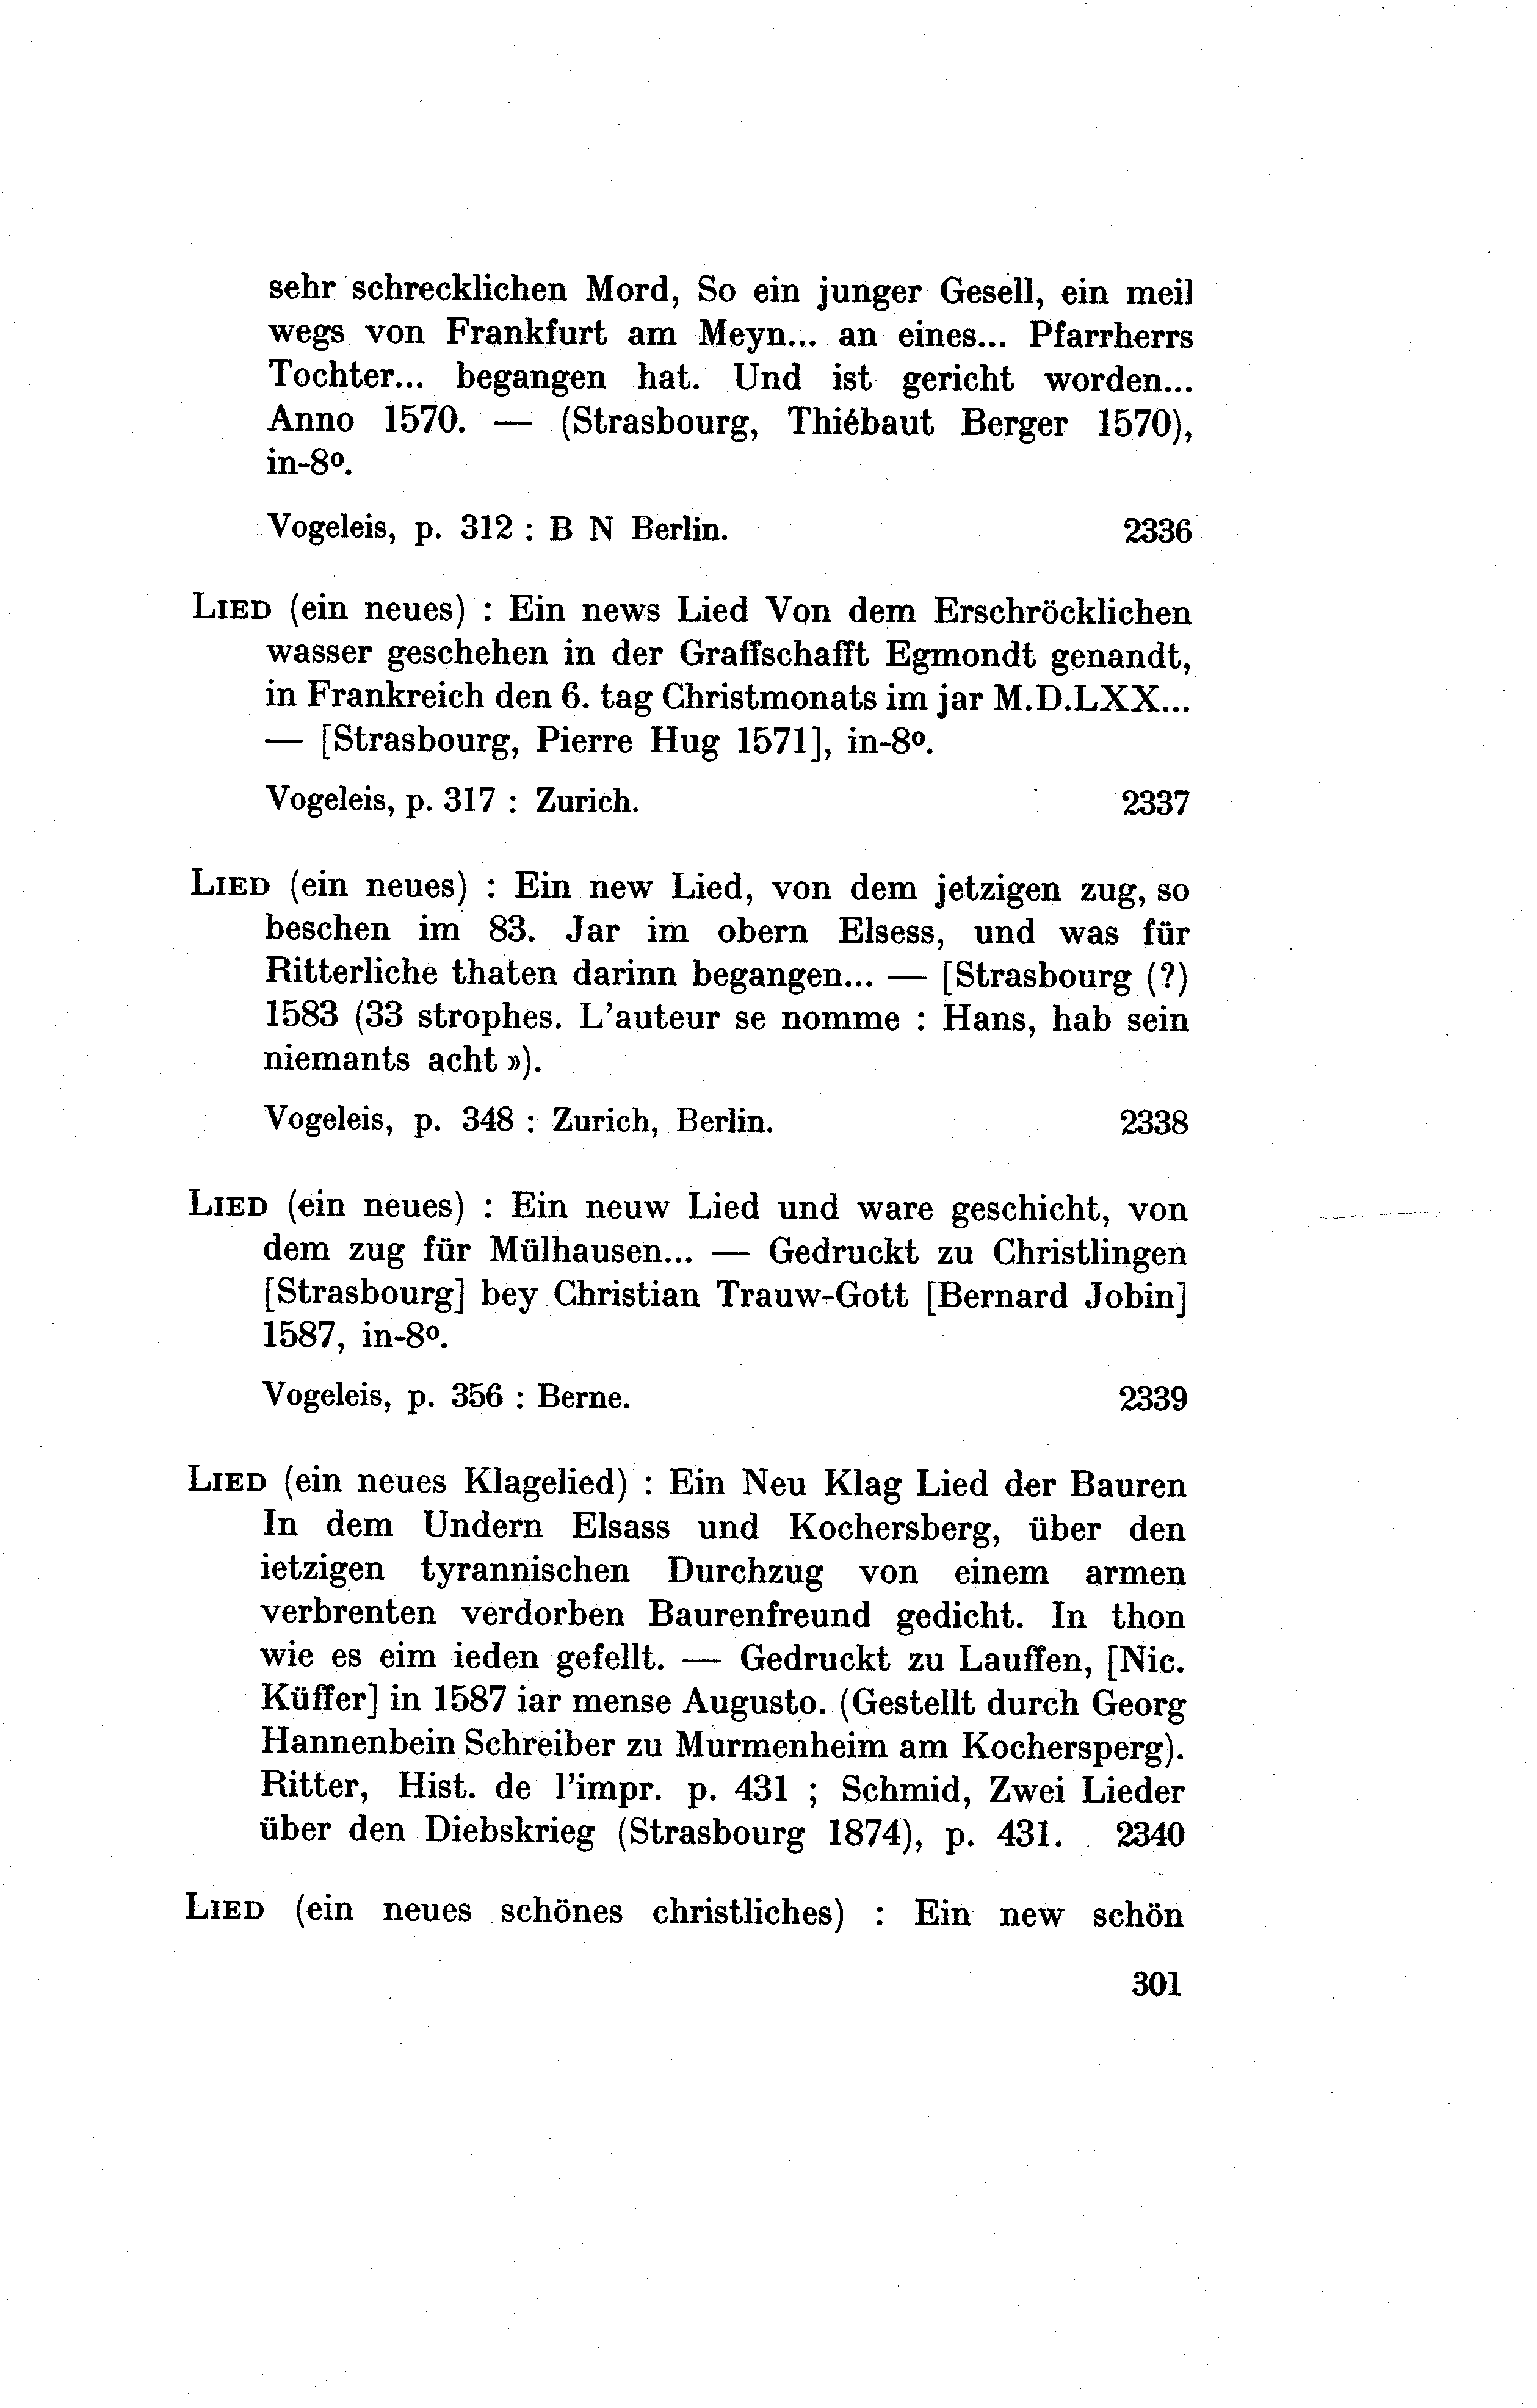 sehr schrecklichen Mord, So ein junger Gesell, ein meil
wegs von Frankfurt am Meyn... an eines... Pfarrherrs
Tochter... begangen hat. Und ist gericht worden...
Anno 1570. — (Strasbourg, Thiébaut Berger 1570),
in-8º.
Vogeleis, p. 312 : B N Berlin. 2336
LIED (ein neues) : Ein news Lied Von dem Erschröcklichen
wasser geschehen in der Graffschafft Egmondt genandt,
in Frankreich den 6. tag Christmonats im jar M.D.LXX...
— [Strasbourg, Pierre Hug 1571], in-8º.
Vogeleis, p. 317 : Zurich. 2337
LIED (ein neues) : Ein new Lied, von dem jetzigen zug, so
beschen im 83. Jar im obern Elsess, und was für
Ritterliche thaten darinn begangen... — [Strasbourg (?)
1583 (33 strophes. L'auteur se nomme : Hans, hab sein
niemants acht »).
Vogeleis, p. 348 : Zurich, Berlin. 2338
LIED (ein neues) : Ein neuw Lied und ware geschicht, von
dem zug für Mülhausen... — Gedruckt zu Christlingen
[Strasbourg] bey Christian Trauw-Gott [Bernard Jobin]
1587, in-8º.
Vogeleis, p. 356 : Berne. 2339
LIED (ein neues Klagelied) : Ein Neu Klag Lied der Bauren
In dem Undern Elsass und Kochersberg, über den
ietzigen tyrannischen Durchzug von einem armen
verbrenten verdorben Baurenfreund gedicht. In thon
wie es eim ieden gefellt. — Gedruckt zu Lauffen, [Nic.
Küffer] in 1587 iar mense Augusto. (Gestellt durch Georg
Hannenbein Schreiber zu Murmenheim am Kochersperg).
Ritter, Hist. de l'impr. p. 431 ; Schmid, Zwei Lieder
über den Diebskrieg (Strasbourg 1874), p. 431. 2340
LIED (ein neues schönes christliches) : Ein new schön
301